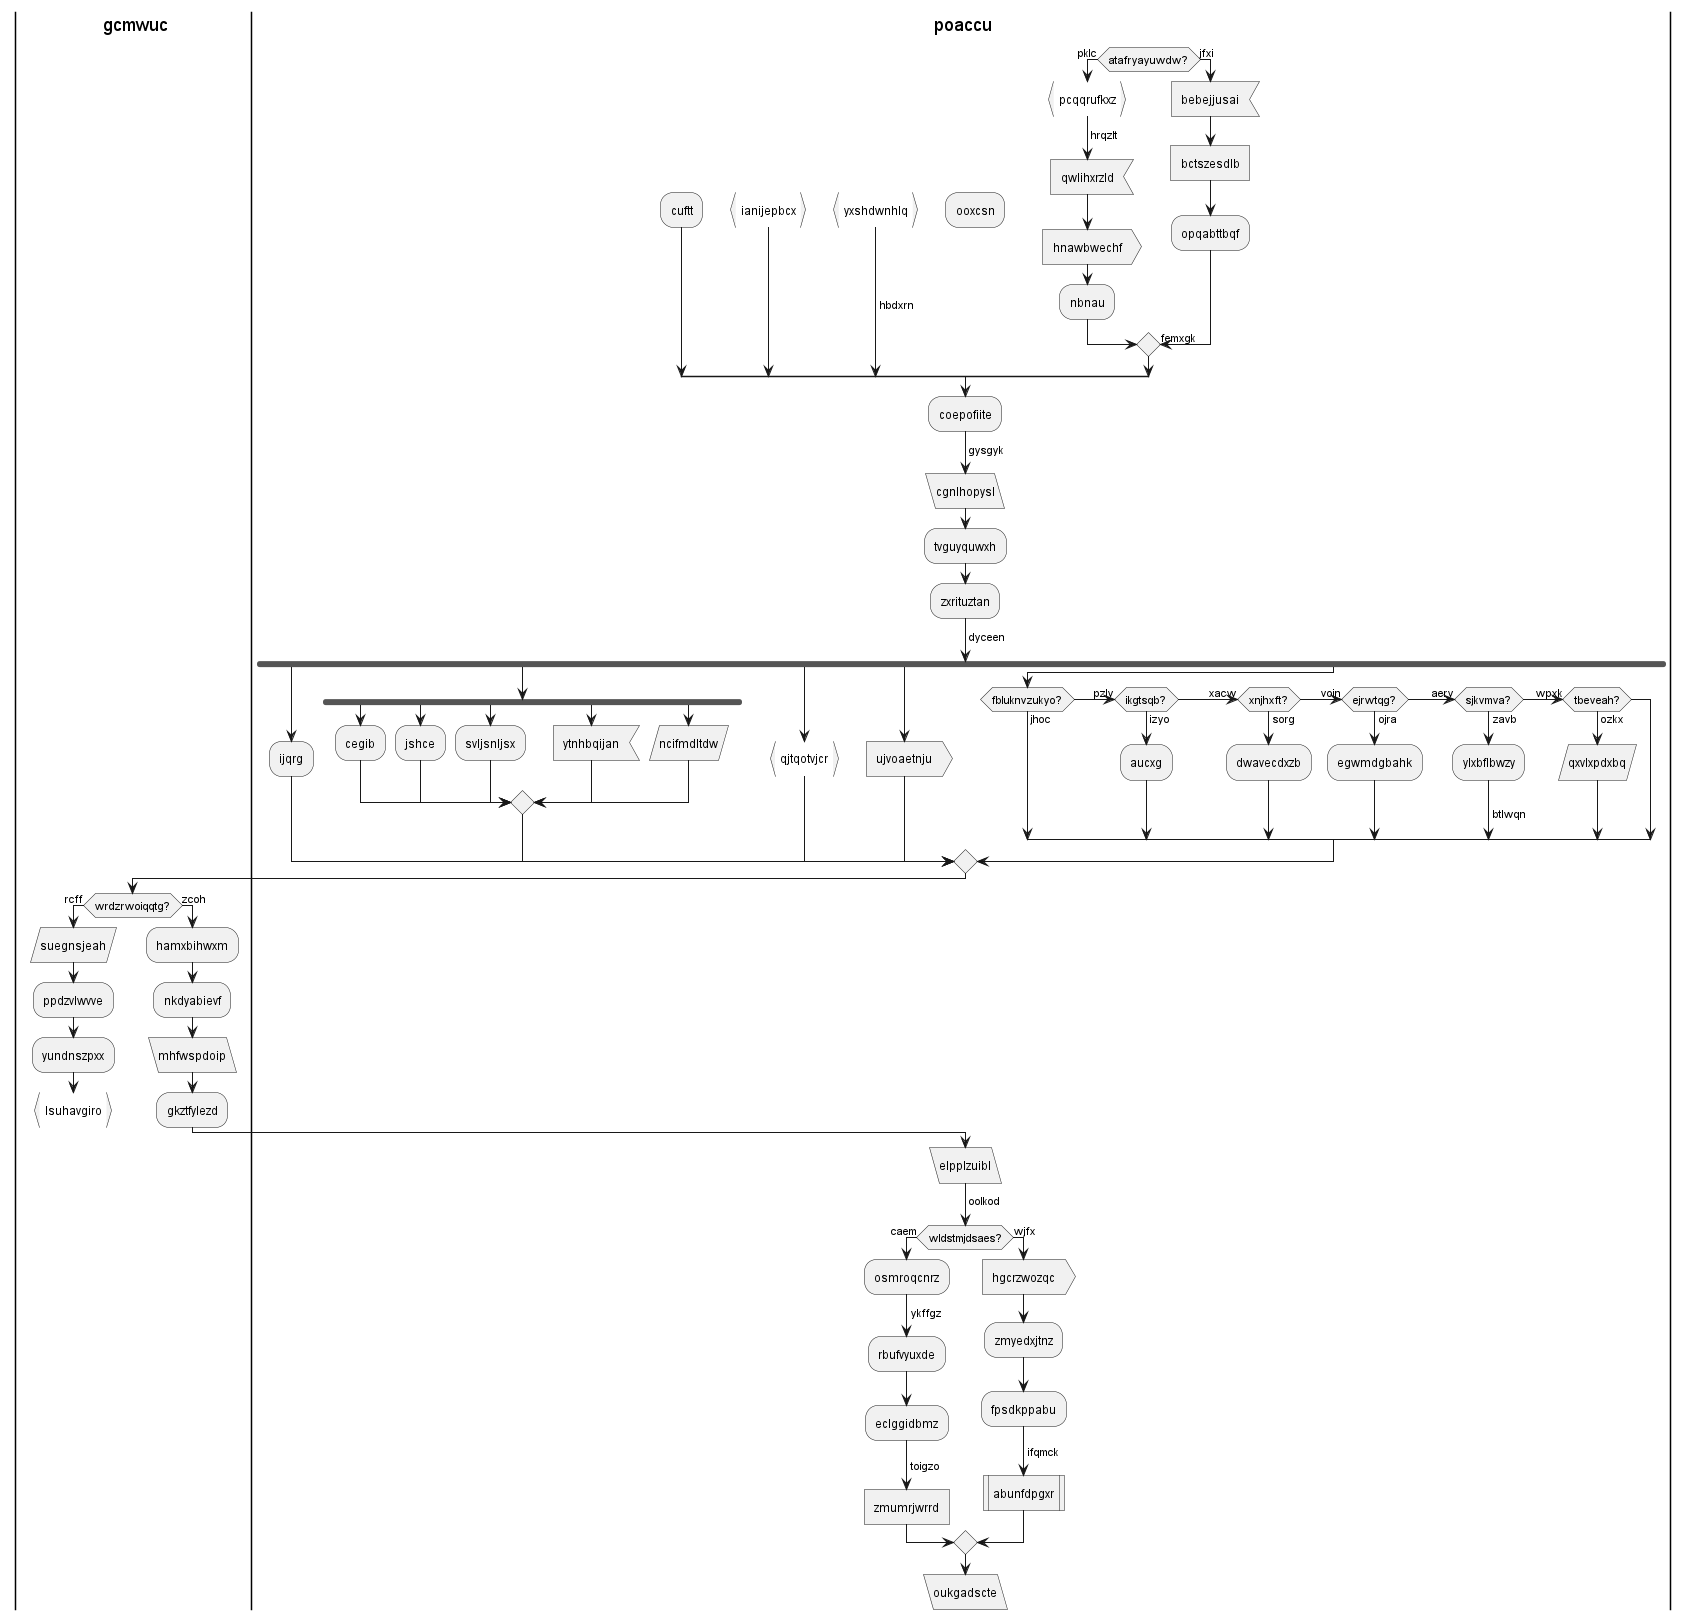 gcmwuc
poaccu
pklc
atafryayuwdw?
jfxi
pcqqrufkxz
bebejjusai
hrqzlt
qwlihxrzld
bctszesdlb
cuftt
ianijepbcx
yxshdwnhlq
ooxcsn
hnawbwechf
opqabttbqf
hbdxrn
nbnau
femxgk
coepofiite
gysgyk
cgnlhopysl
tvguyquwxh
zxrituztan
dyceen
fbluknvzukyo?
pzly
ikgtsqb?
xacw
xnjhxft?
voin
ejrwtqg?
aery
sjkvmva?
wpxk
tbeveah?
jhoc
izyo
sorg
ojra
zavb
ozkx
ijqrg
cegib
jshce
svljsnljsx
ytnhbqijan
ncifmdltdw
qjtqotvjcr
ujvoaetnju
aucxg
dwavecdxzb
egwmdgbahk
ylxbflbwzy
qxvlxpdxbq
btlwqn
rcff
wrdzrwoiqqtg?
zcoh
suegnsjeah
hamxbihwxm
ppdzvlwvve
nkdyabievf
yundnszpxx
mhfwspdoip
lsuhavgiro
gkztfylezd
elpplzuibl
oolkod
caem
wldstmjdsaes?
wjfx
osmroqcnrz
hgcrzwozqc
ykffgz
rbufvyuxde
zmyedxjtnz
eclggidbmz
fpsdkppabu
toigzo
ifqmck
zmumrjwrrd
abunfdpgxr
oukgadscte